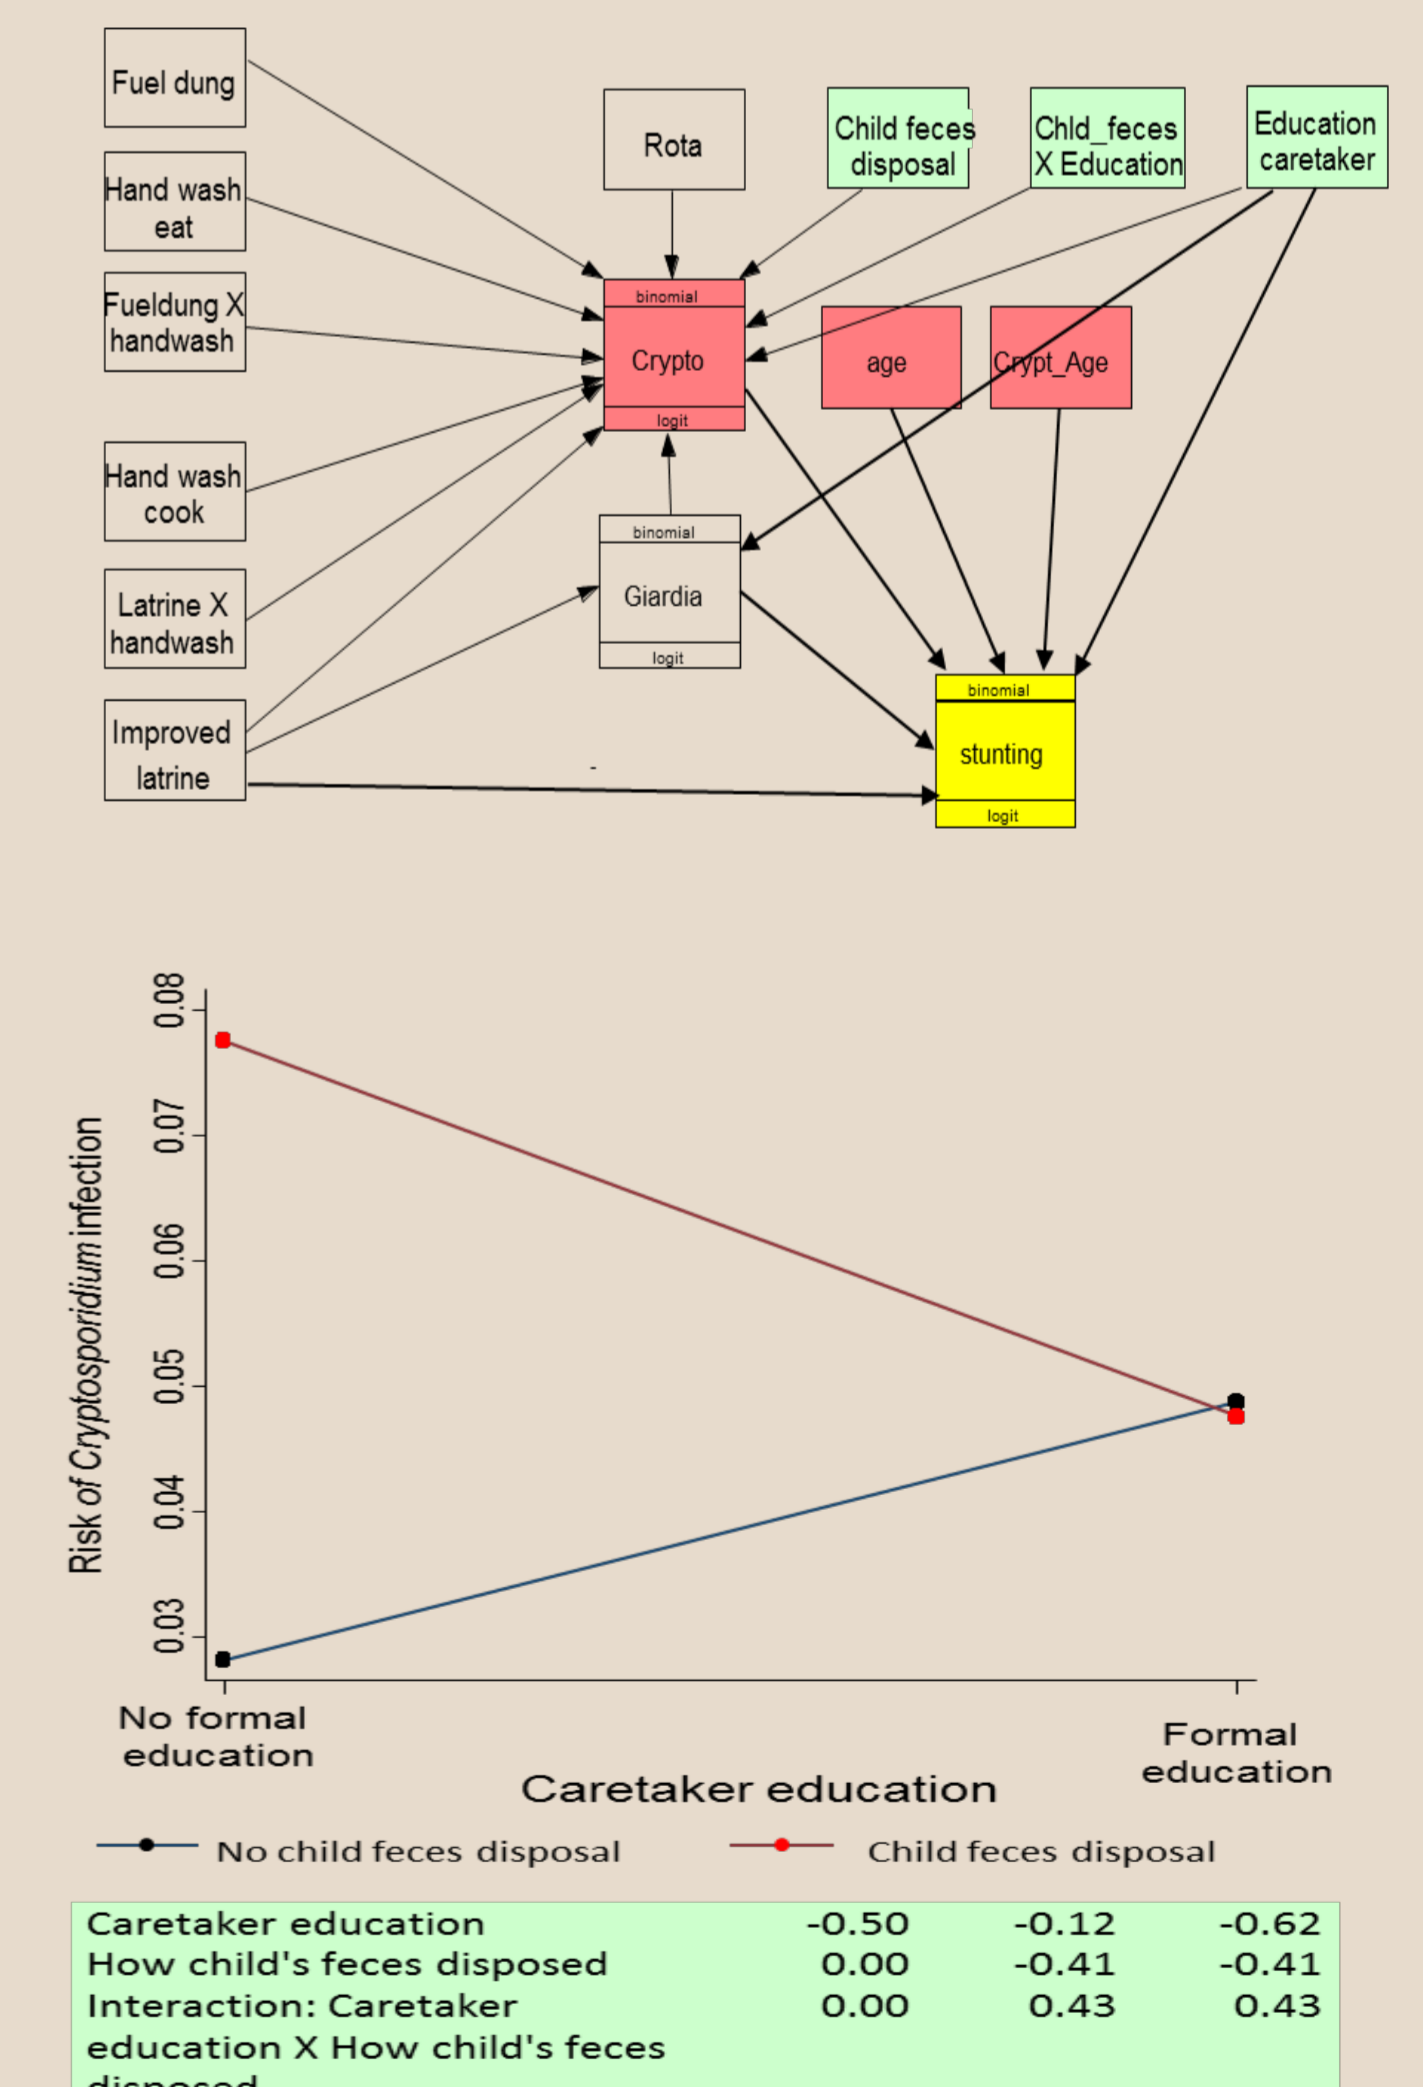 Fuel dung
Hand wash
eat
Fueldung X
handwash
Hand wash
cook
Latrine X
handwash
Improved
latrine
Rota
Child feces
disposal
Chld_feces
X Education
Education
caretaker
binomial
Crypto
logit
age
Crypt_Age
binomial
Giardia
logit
binomial
stunting
logit
-
Risk of Cryptosporidium infection
0.08
0.07
0.06
0.05
0.04
0.03
No formal
education
Formal
education
Caretaker education
No child feces disposal
Child feces disposal
Caretaker education -0.50 -0.12 -0.62
How child's feces disposed 0.00 -0.41 -0.41
Interaction: Caretaker 0.00 0.43 0.43
education X How child's feces
disposed